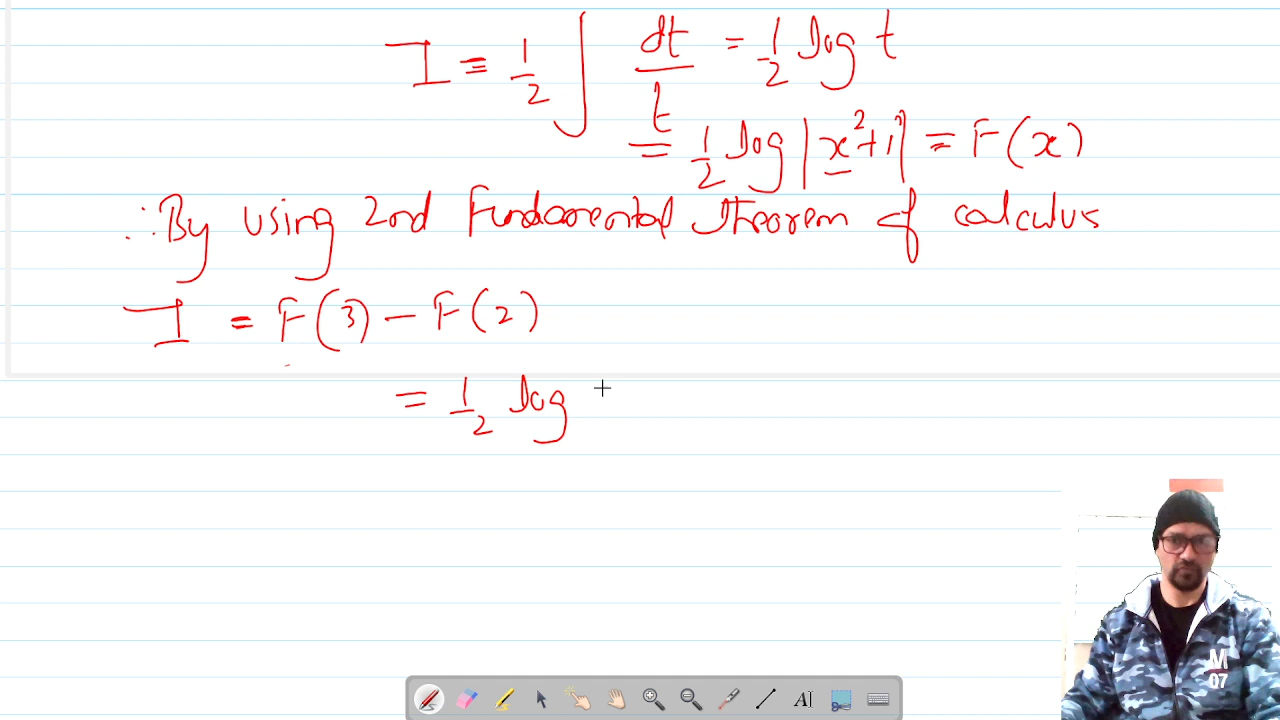 I = 1/2 ∫ dt/t = 1/2 log t
= 1/2 log |x²+1| = F(x)
∴ By using 2nd Fundamental Theorem of calculus
I = F(3) – F(2)
= 1/2 log
M
07
A